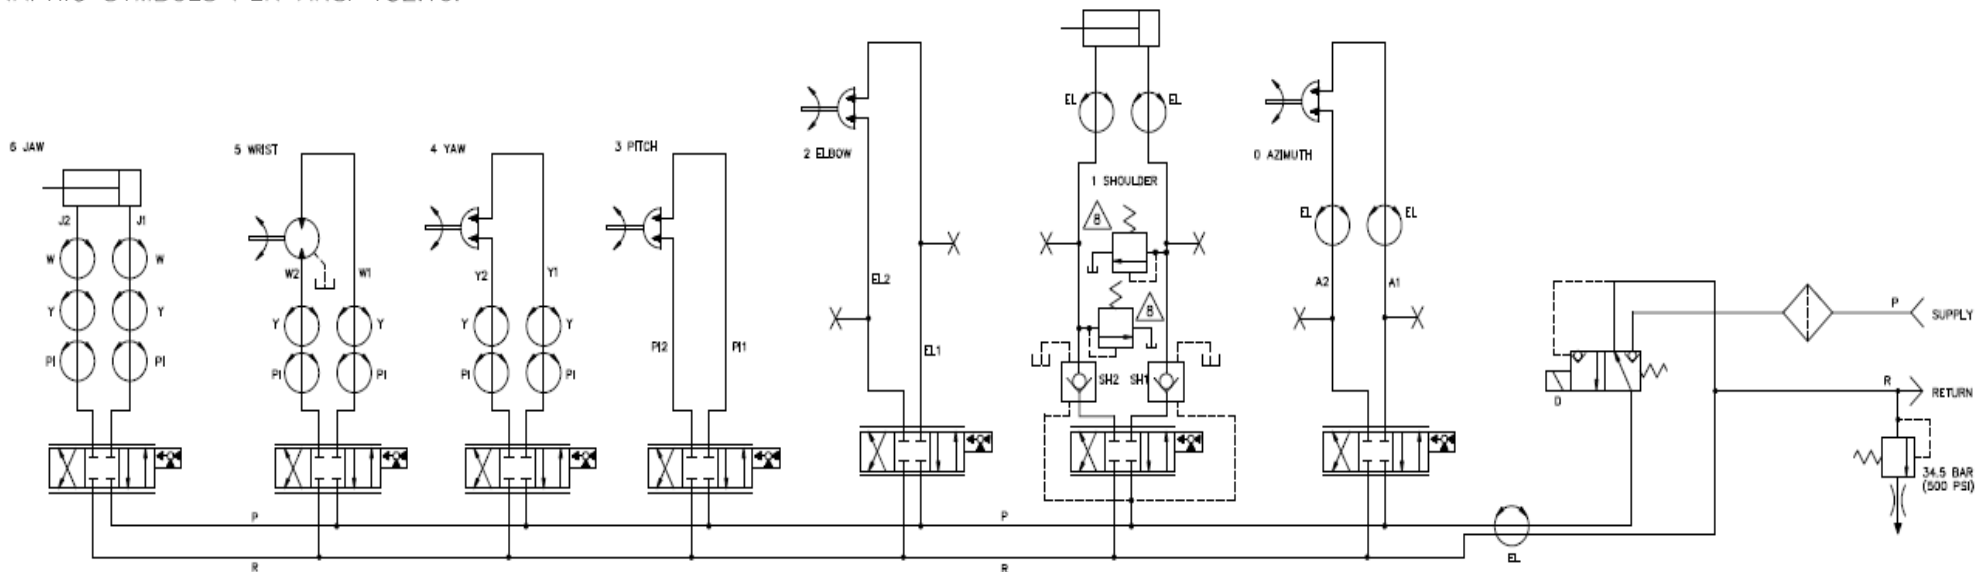 6 JAW
J2
J1
W
W
Y
Y
PI
PI
5 WRIST
W2
W1
Y
Y
PI
PI
4 YAW
Y2
Y1
Y
Y
PI
PI
3 PITCH
PI2
PI1
2 ELBOW
EL2
EL1
EL
EL
1 SHOULDER
8
8
SH2
SH1
0 AZIMUTH
EL
EL
A2
A1
D
P
SUPPLY
R
RETURN
34.5 BAR
(500 PSI)
P
P
R
R
EL